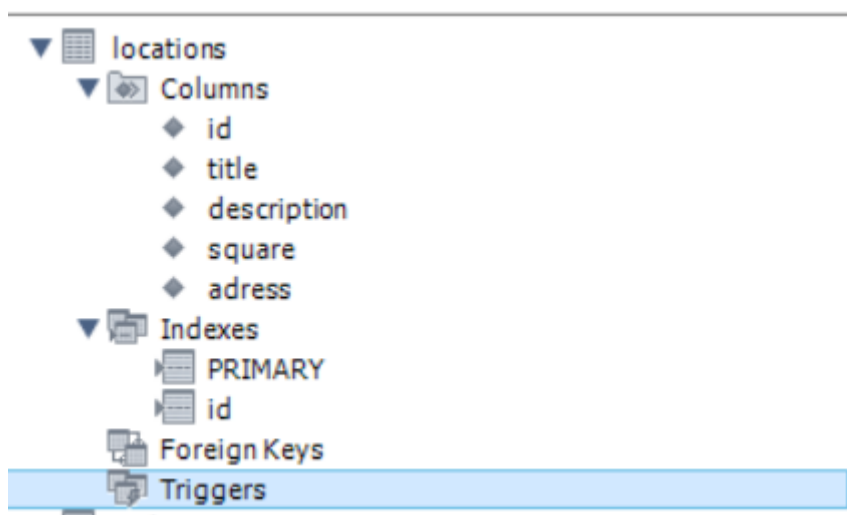 locations
Columns
id
title
description
square
adress
Indexes
PRIMARY
id
Foreign Keys
Triggers